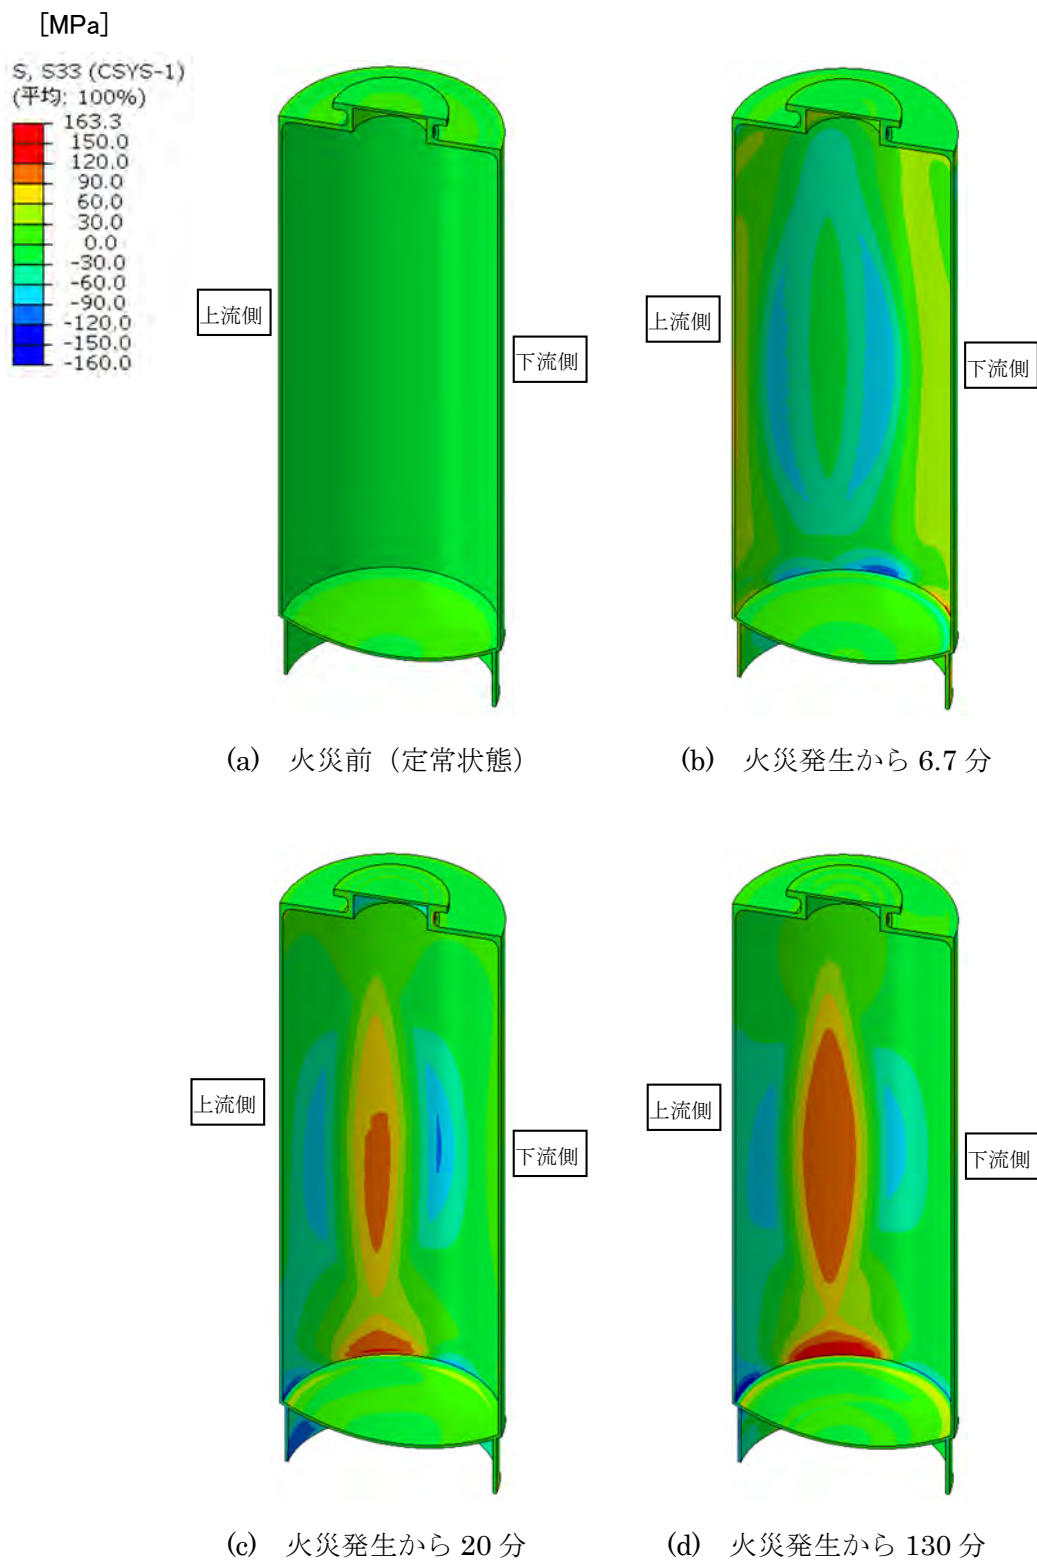 [MPa]
S, S33 (CSYS-1)
(平均: 100%)
163.3
150.0
120.0
90.0
60.0
30.0
0.0
-30.0
-60.0
-90.0
-120.0
-150.0
-160.0
上流側
下流側
上流側
下流側
(a) 火災前（定常状態）
(b) 火災発生から 6.7 分
上流側
下流側
上流側
下流側
(c) 火災発生から 20 分
(d) 火災発生から 130 分